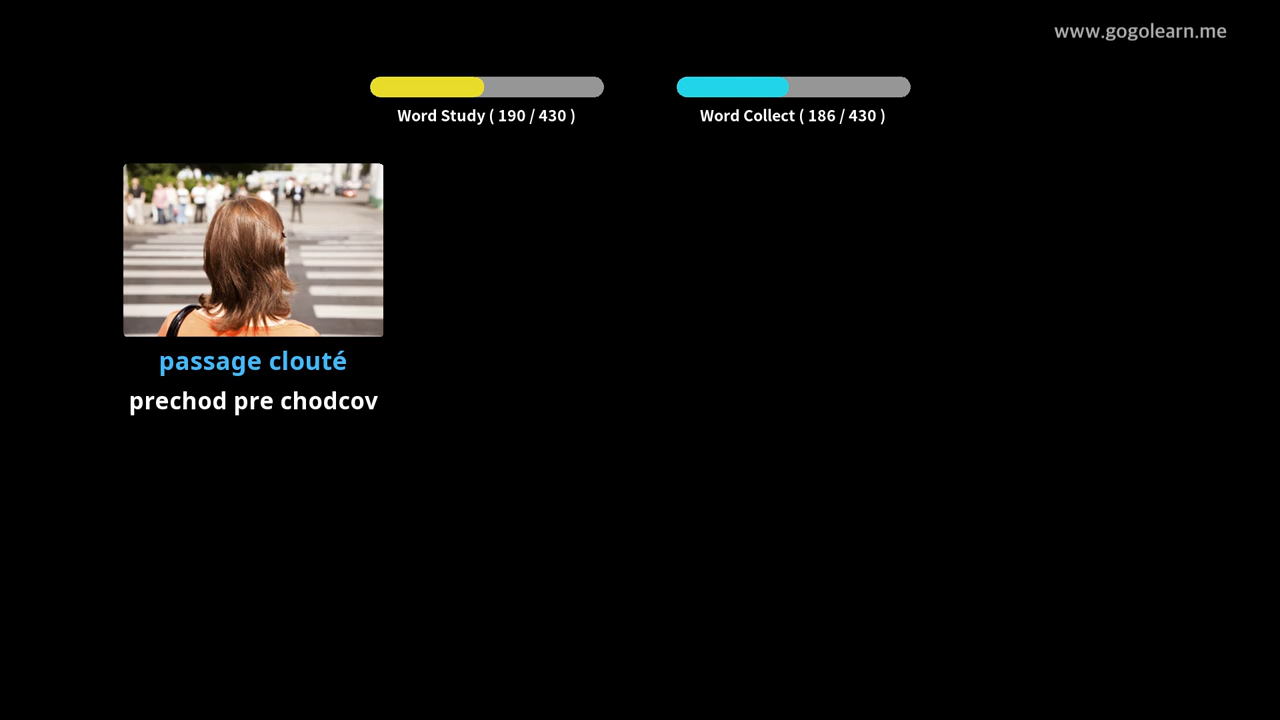 www.gogolearn.me
Word Study ( 190 / 430 )
Word Collect ( 186 / 430 )
passage clouté
prechod pre chodcov